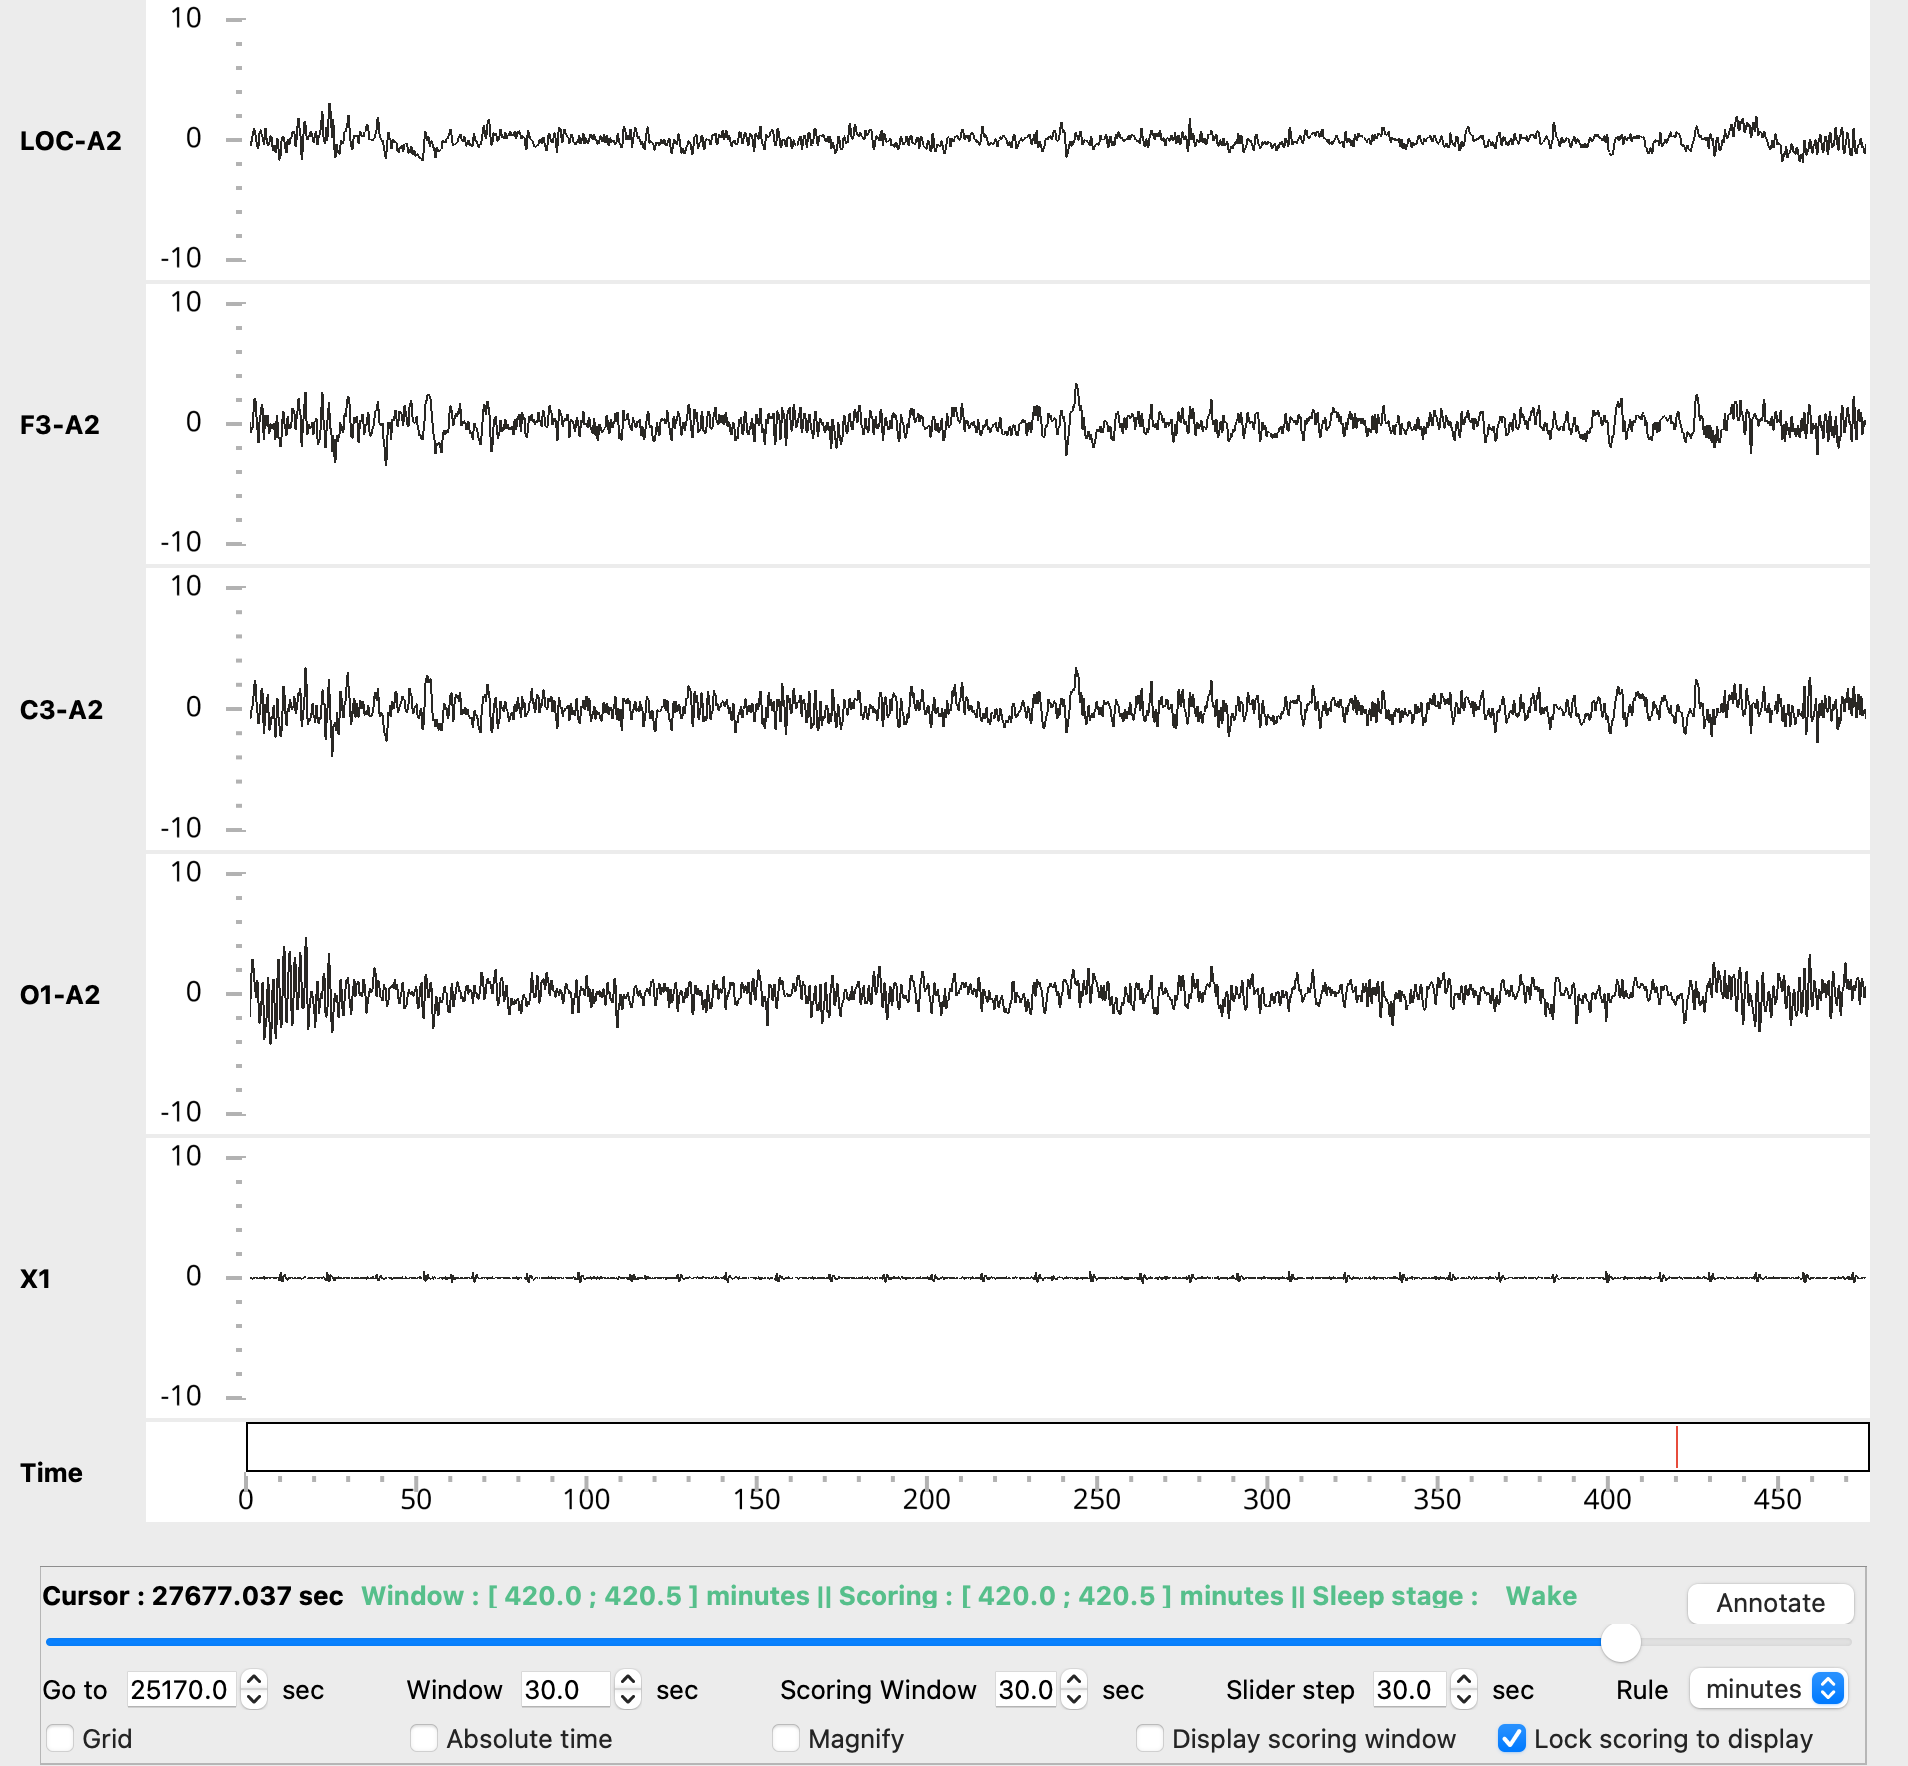 10
LOC-A2 0
-10
10
F3-A2 0
-10
10
C3-A2 0
-10
10
O1-A2 0
-10
10
X1 0
-10
Time
0 50 100 150 200 250 300 350 400 450
Cursor : 27677.037 sec Window : [ 420.0 ; 420.5 ] minutes || Scoring : [ 420.0 ; 420.5 ] minutes || Sleep stage : Wake Annotate
Go to 25170.0 sec Window 30.0 sec Scoring Window 30.0 sec Slider step 30.0 sec Rule minutes
Grid Absolute time Magnify Display scoring window Lock scoring to display